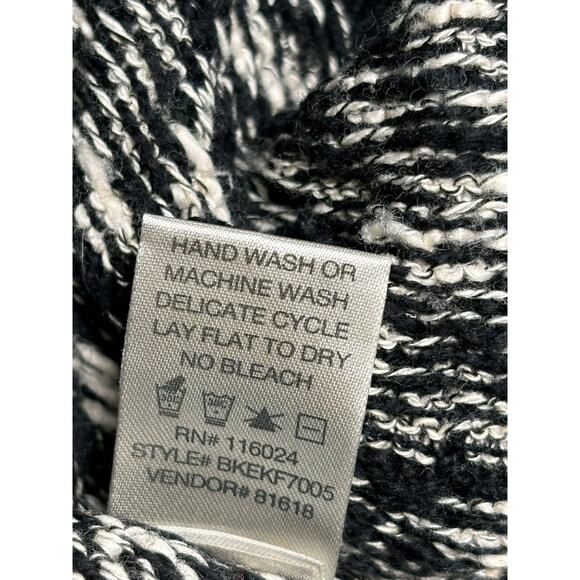 HAND WASH OR
MACHINE WASH
DELICATE CYCLE
LAY FLAT TO DRY
NO BLEACH
RN# 116024
STYLE# BKEKF7005
VENDOR# 81618